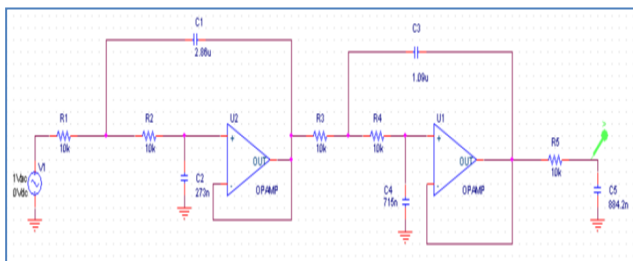 C1
2.86u
C3
1.09u
R1
10k
R2
10k
U2
+
-
OUT
OPAMP
R3
10k
R4
10k
U1
+
-
OUT
OPAMP
R5
10k
V
V1
1Vac
0Vdc
C2
273n
C4
715n
C5
884.2n